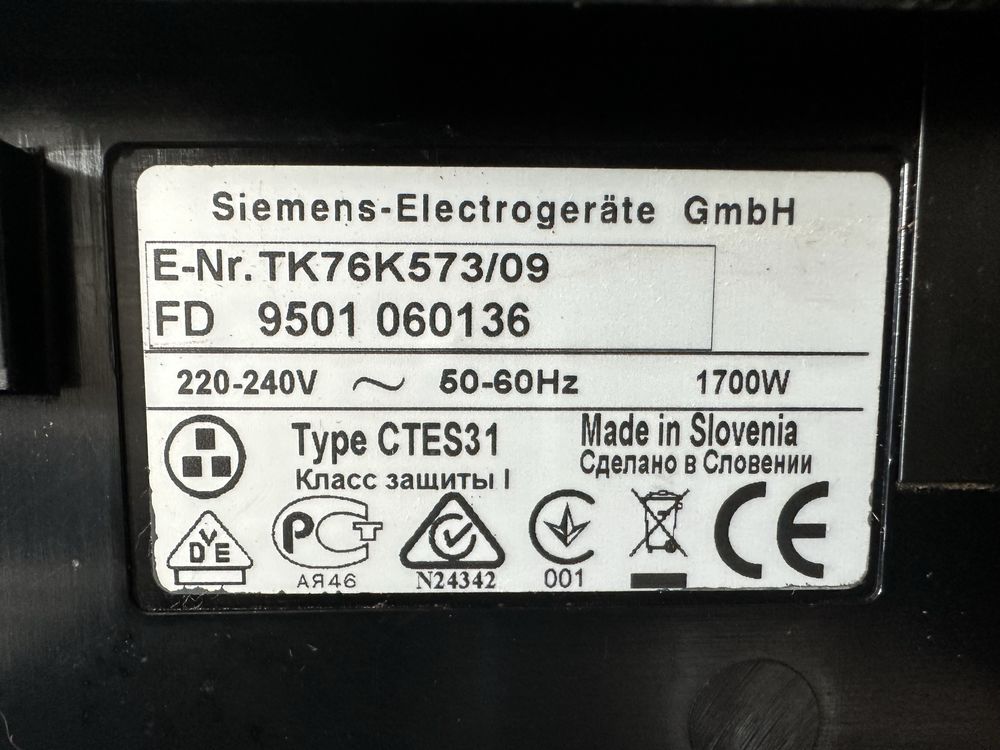 Siemens-Electrogeräte GmbH
E-Nr. TK76K573/09
FD 9501 060136
220-240V ~ 50-60Hz 1700W
Type CTES31
Класс защиты I
Made in Slovenia
Сделано в Словении
DVE
РСТ
АЯ46
N24342
001
CE